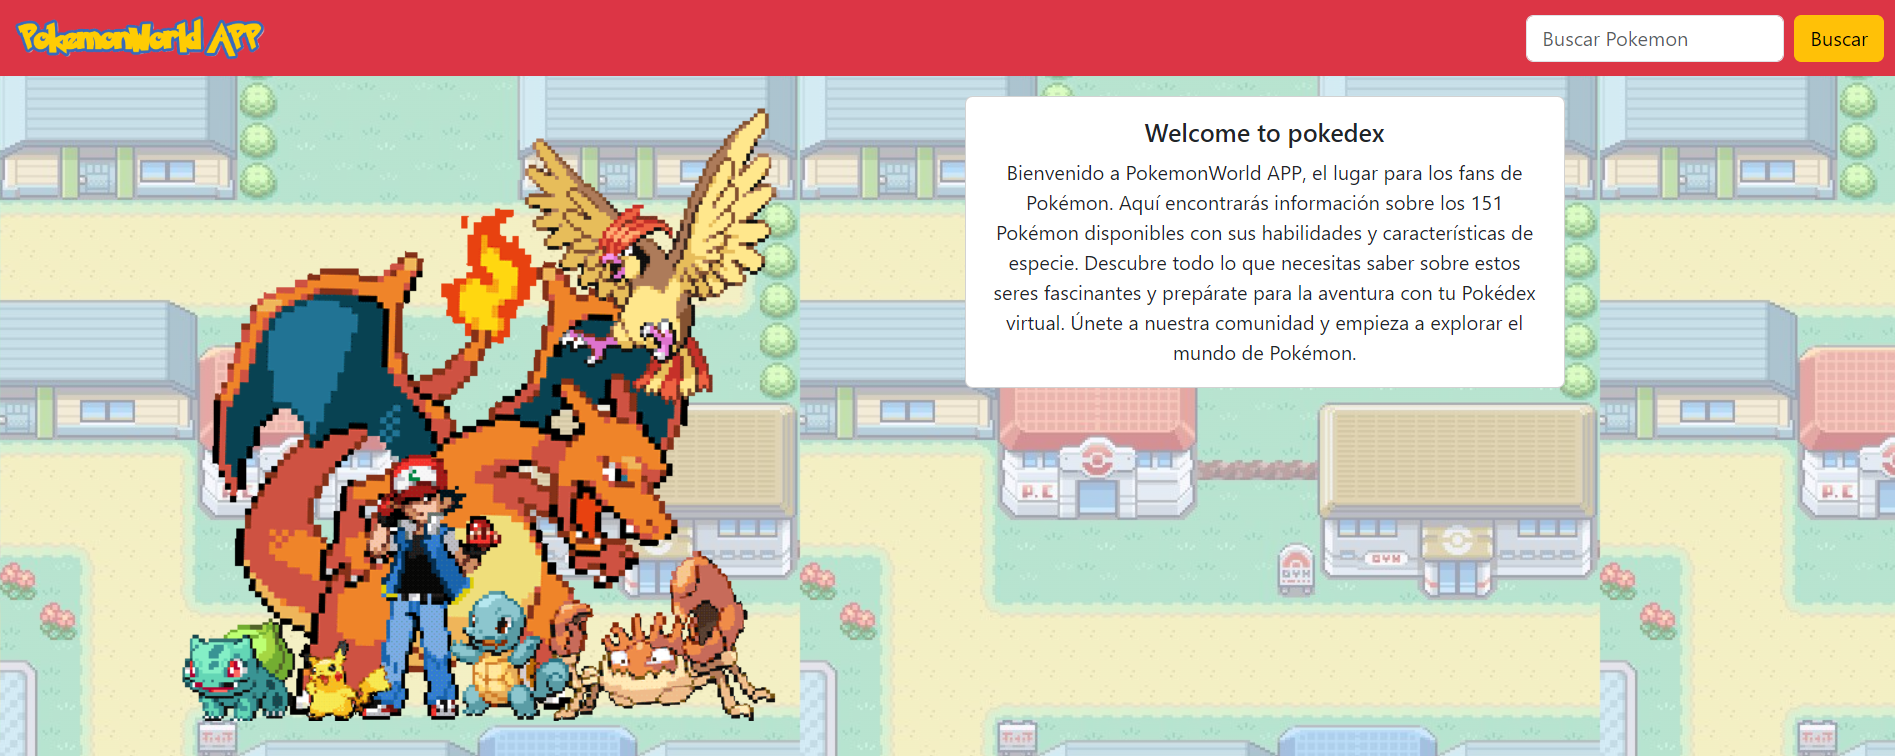 PokemonWorld APP
Buscar Pokemon
Buscar
Welcome to pokedex
Bienvenido a PokemonWorld APP, el lugar para los fans de
Pokémon. Aquí encontrarás información sobre los 151
Pokémon disponibles con sus habilidades y características de
especie. Descubre todo lo que necesitas saber sobre estos
seres fascinantes y prepárate para la aventura con tu Pokédex
virtual. Únete a nuestra comunidad y empieza a explorar el
mundo de Pokémon.
P.C
P.C
GYM
GYM